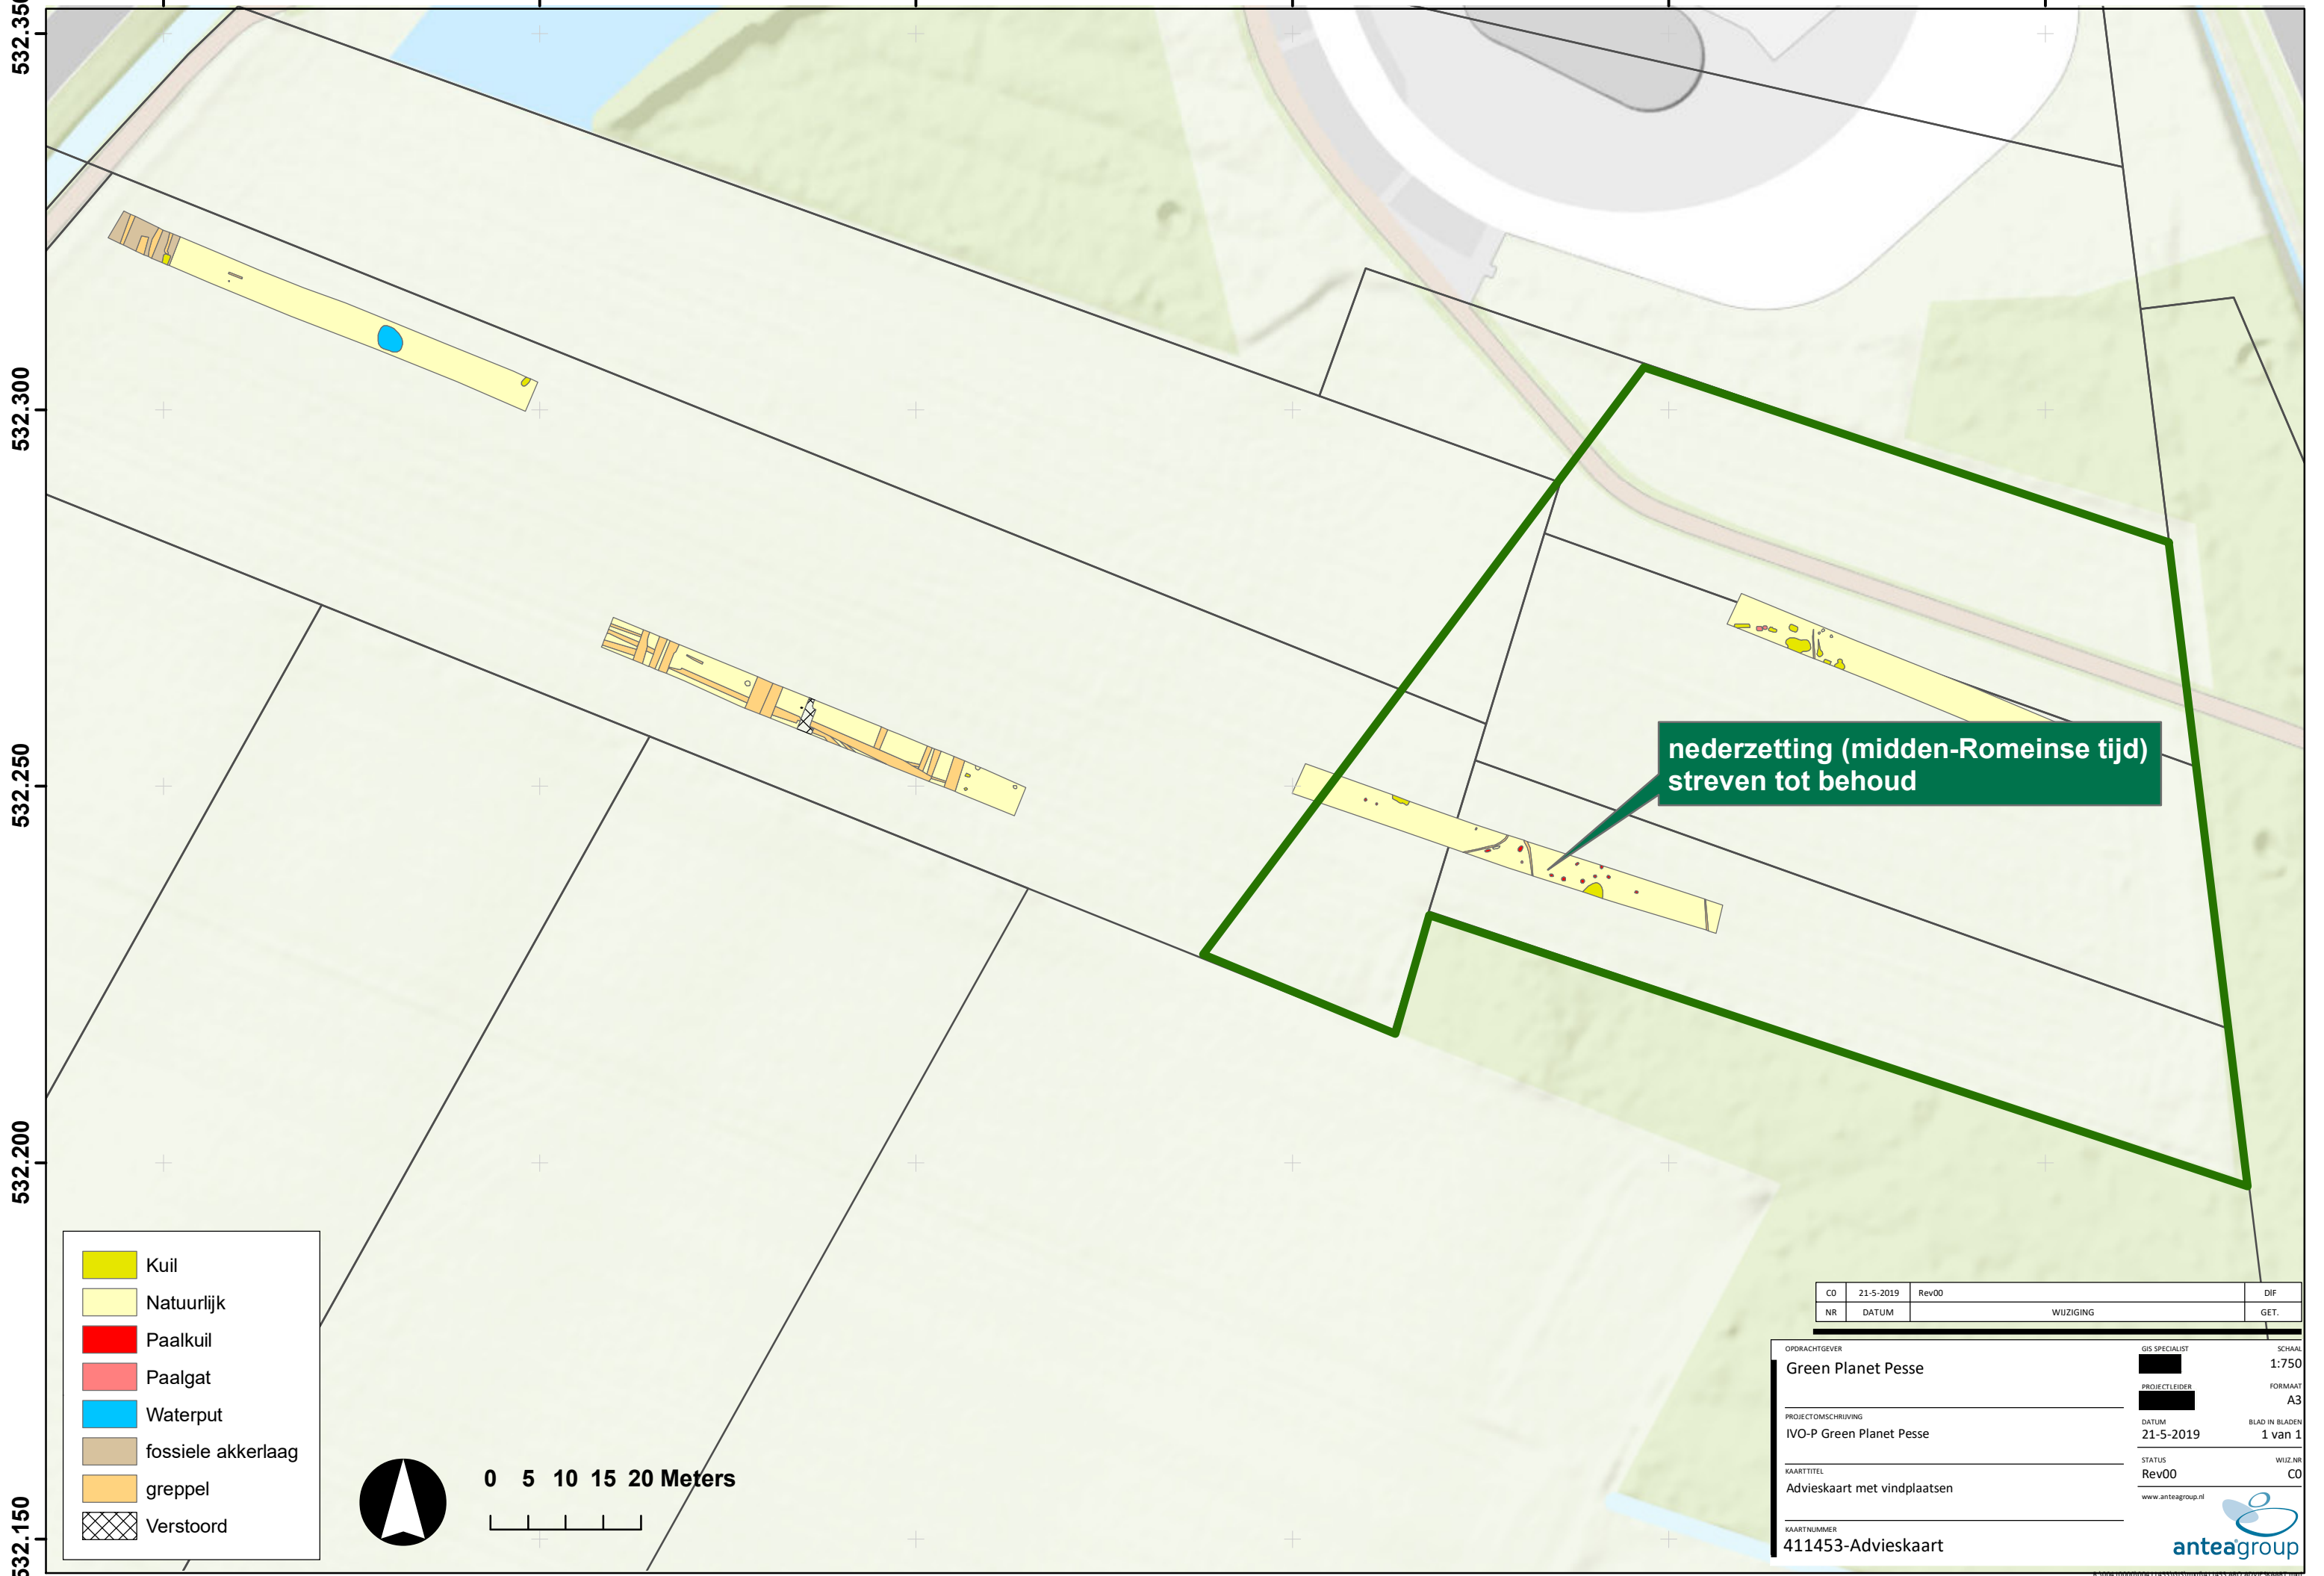 532.350
532.300
532.250
532.200
532.150
nederzetting (midden-Romeinse tijd)
streven tot behoud
Kuil
Natuurlijk
Paalkuil
Paalgat
Waterput
fossiele akkerlaag
greppel
Verstoord
0 5 10 15 20 Meters
C0 21-5-2019 Rev00 DIF
NR DATUM WIJZIGING GET.
OPDRACHTGEVER
Green Planet Pesse
GIS SPECIALIST
SCHAAL
1:750
PROJECTLEIDER
FORMAAT
A3
PROJECTOMSCHRIJVING
IVO-P Green Planet Pesse
DATUM
21-5-2019
BLAD IN BLADEN
1 van 1
KAARTTITEL
Advieskaart met vindplaatsen
STATUS
Rev00
WIJZ.NR
C0
www.anteagroup.nl
KAARTNUMMER
411453-Advieskaart
anteagroup